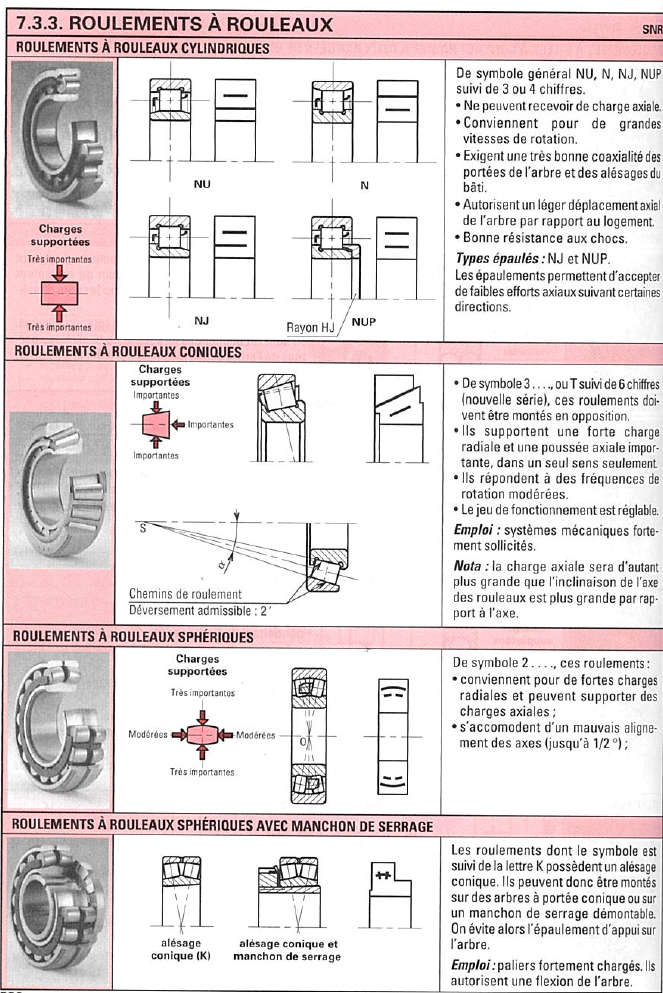 7.3.3. ROULEMENTS À ROULEAUX
SNR
ROULEMENTS À ROULEAUX CYLINDRIQUES
Charges
supportées
Très importantes
Très importantes
NU
N
NJ
NUP
Rayon HJ
De symbole général NU, N, NJ, NUP
suivi de 3 ou 4 chiffres.
• Ne peuvent recevoir de charge axiale.
• Conviennent pour de grandes
vitesses de rotation.
• Exigent une très bonne coaxialité des
portées de l'arbre et des alésages du
bâti.
• Autorisent un léger déplacement axial
de l'arbre par rapport au logement.
• Bonne résistance aux chocs.
Types épaulés : NJ et NUP.
Les épaulements permettent d'accepter
de faibles efforts axiaux suivant certaines
directions.
ROULEMENTS À ROULEAUX CONIQUES
Charges
supportées
Importantes
Importantes
Importantes
S
α
Chemins de roulement
Déversement admissible : 2'
• De symbole 3 . . . ., ou T suivi de 6 chiffres
(nouvelle série), ces roulements doi-
vent être montés en opposition.
• Ils supportent une forte charge
radiale et une poussée axiale impor-
tante, dans un seul sens seulement.
• Ils répondent à des fréquences de
rotation modérées.
• Le jeu de fonctionnement est réglable.
Emploi : systèmes mécaniques forte-
ment sollicités.
Nota : la charge axiale sera d'autant
plus grande que l'inclinaison de l'axe
des rouleaux est plus grande par rap-
port à l'axe.
ROULEMENTS À ROULEAUX SPHÉRIQUES
Charges
supportées
Très importantes
Modérées
Modérées
Très importantes
O
De symbole 2 . . . ., ces roulements :
• conviennent pour de fortes charges
radiales et peuvent supporter des
charges axiales ;
• s'accomodent d'un mauvais aligne-
ment des axes (jusqu'à 1/2 °) ;
ROULEMENTS À ROULEAUX SPHÉRIQUES AVEC MANCHON DE SERRAGE
alésage
conique (K)
alésage conique et
manchon de serrage
Les roulements dont le symbole est
suivi de la lettre K possèdent un alésage
conique. Ils peuvent donc être montés
sur des arbres à portée conique ou sur
un manchon de serrage démontable.
On évite alors l'épaulement d'appui sur
l'arbre.
Emploi : paliers fortement chargés. Ils
autorisent une flexion de l'arbre.